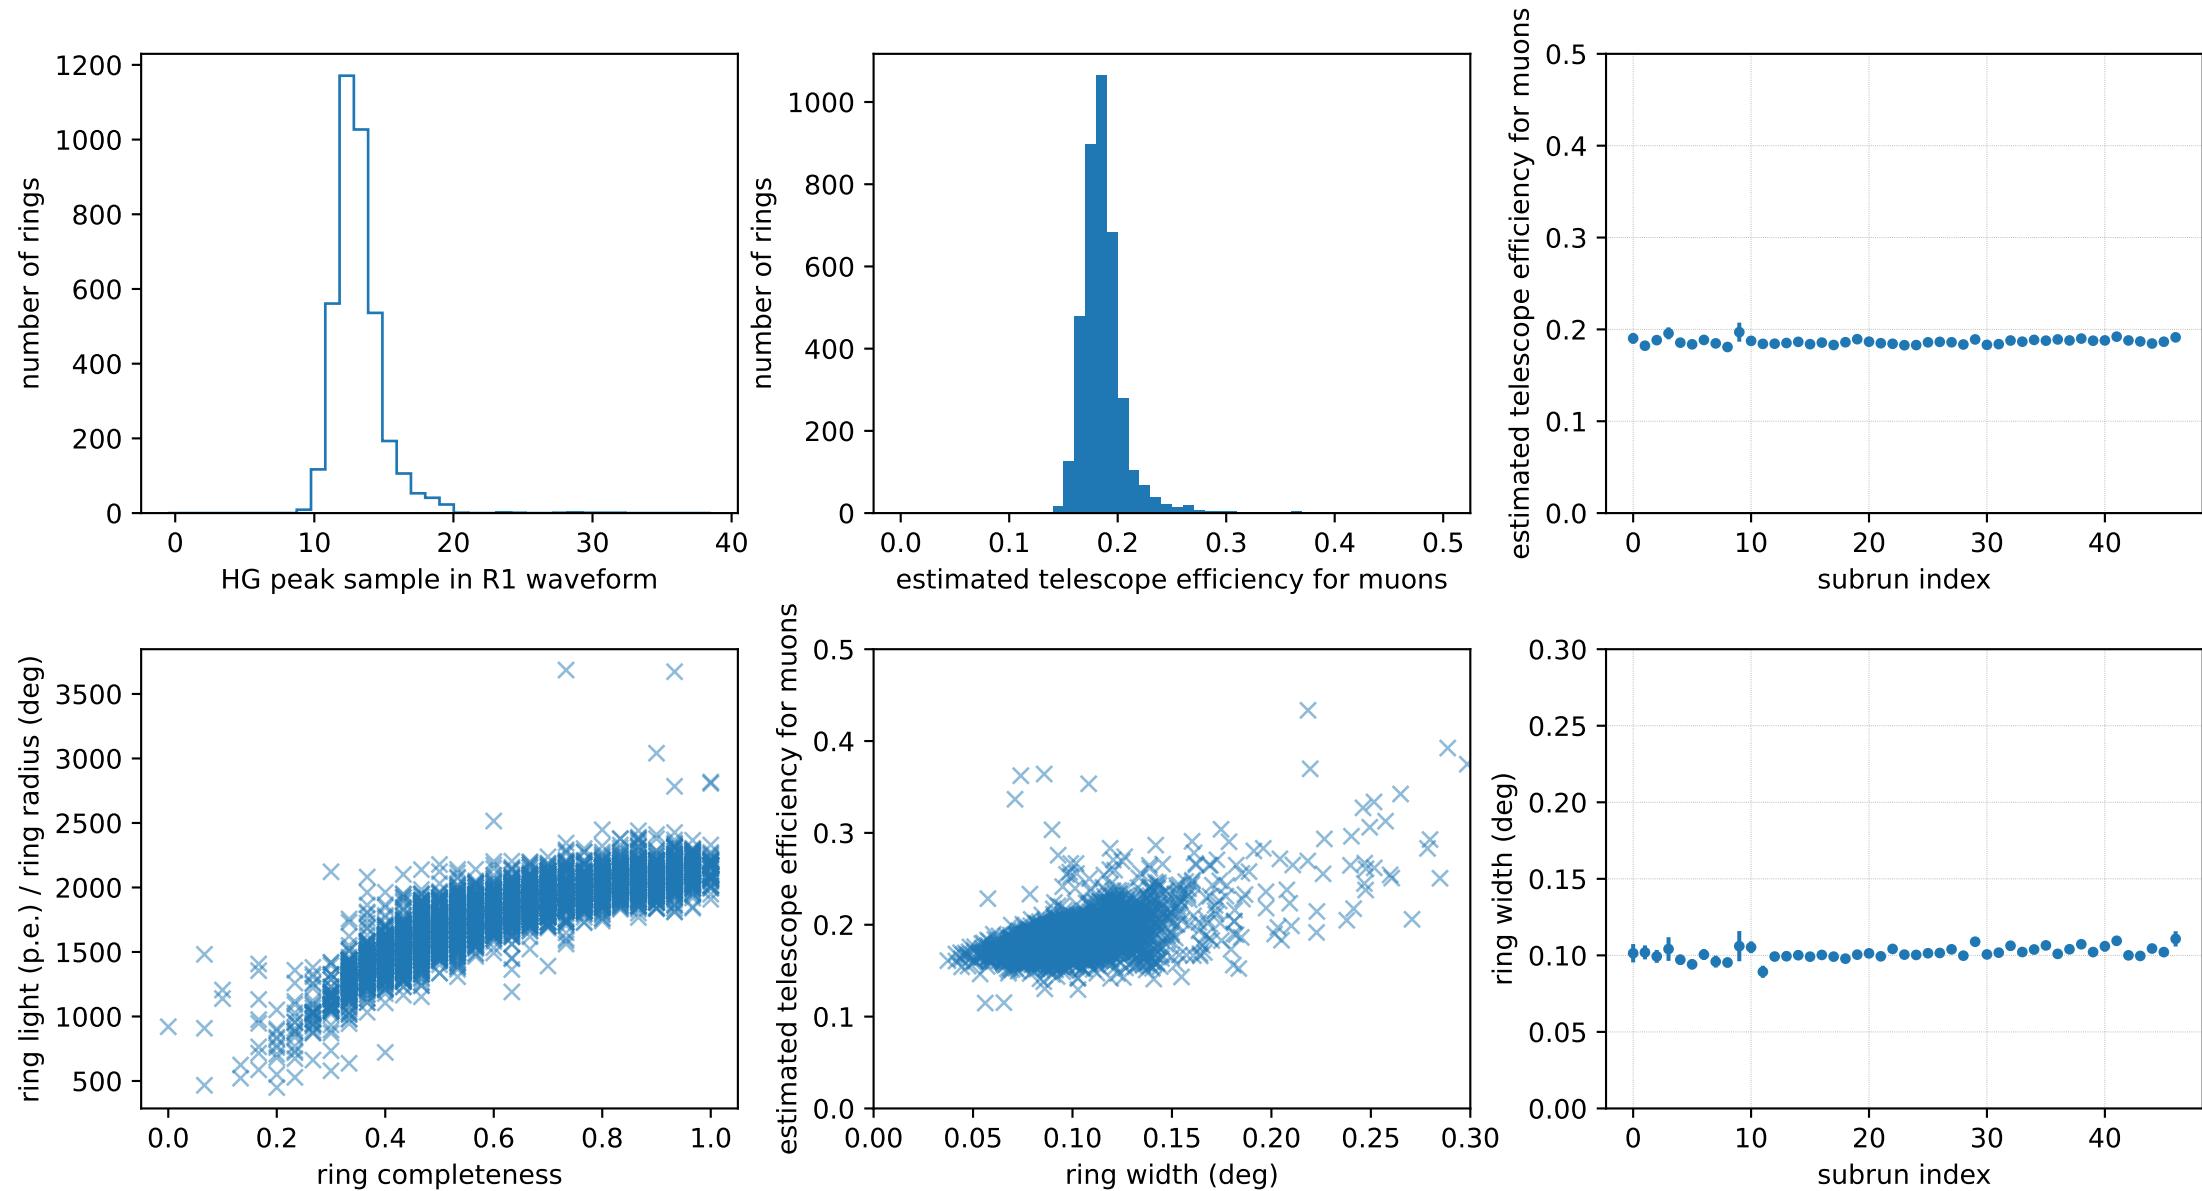 number of rings
1200
1000
800
600
400
200
0
0 10 20 30 40
HG peak sample in R1 waveform
number of rings
1000
800
600
400
200
0
0.0 0.1 0.2 0.3 0.4 0.5
estimated telescope efficiency for muons
estimated telescope efficiency for muons
0.5
0.4
0.3
0.2
0.1
0.0
0 10 20 30 40
subrun index
ring light (p.e.) / ring radius (deg)
3500
3000
2500
2000
1500
1000
500
0.0 0.2 0.4 0.6 0.8 1.0
ring completeness
estimated telescope efficiency for muons
0.5
0.4
0.3
0.2
0.1
0.0
0.00 0.05 0.10 0.15 0.20 0.25 0.30
ring width (deg)
ring width (deg)
0.30
0.25
0.20
0.15
0.10
0.05
0.00
0 10 20 30 40
subrun index